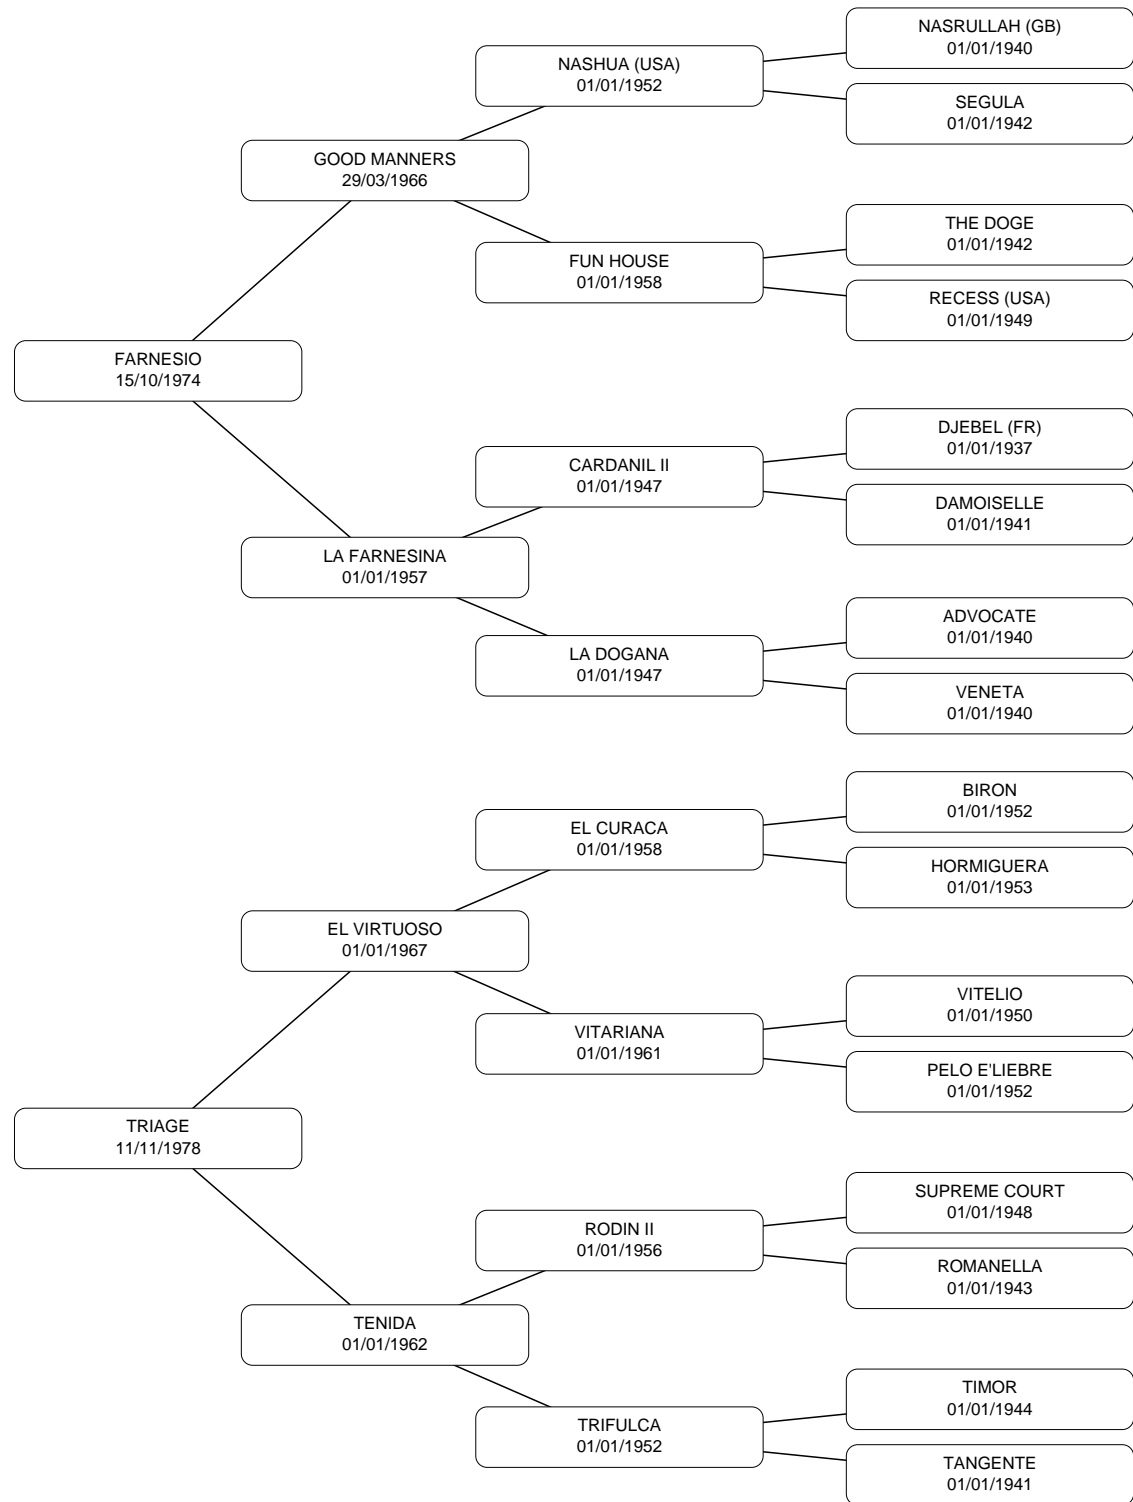 NASRULLAH (GB)
01/01/1940
NASHUA (USA)
01/01/1952
SEGULA
01/01/1942
GOOD MANNERS
29/03/1966
THE DOGE
01/01/1942
FUN HOUSE
01/01/1958
RECESS (USA)
01/01/1949
FARNESIO
15/10/1974
DJEBEL (FR)
01/01/1937
CARDANIL II
01/01/1947
DAMOISELLE
01/01/1941
LA FARNESINA
01/01/1957
ADVOCATE
01/01/1940
LA DOGANA
01/01/1947
VENETA
01/01/1940
BIRON
01/01/1952
EL CURACA
01/01/1958
HORMIGUERA
01/01/1953
EL VIRTUOSO
01/01/1967
VITELIO
01/01/1950
VITARIANA
01/01/1961
PELO E'LIEBRE
01/01/1952
TRIAGE
11/11/1978
SUPREME COURT
01/01/1948
RODIN II
01/01/1956
ROMANELLA
01/01/1943
TENIDA
01/01/1962
TIMOR
01/01/1944
TRIFULCA
01/01/1952
TANGENTE
01/01/1941